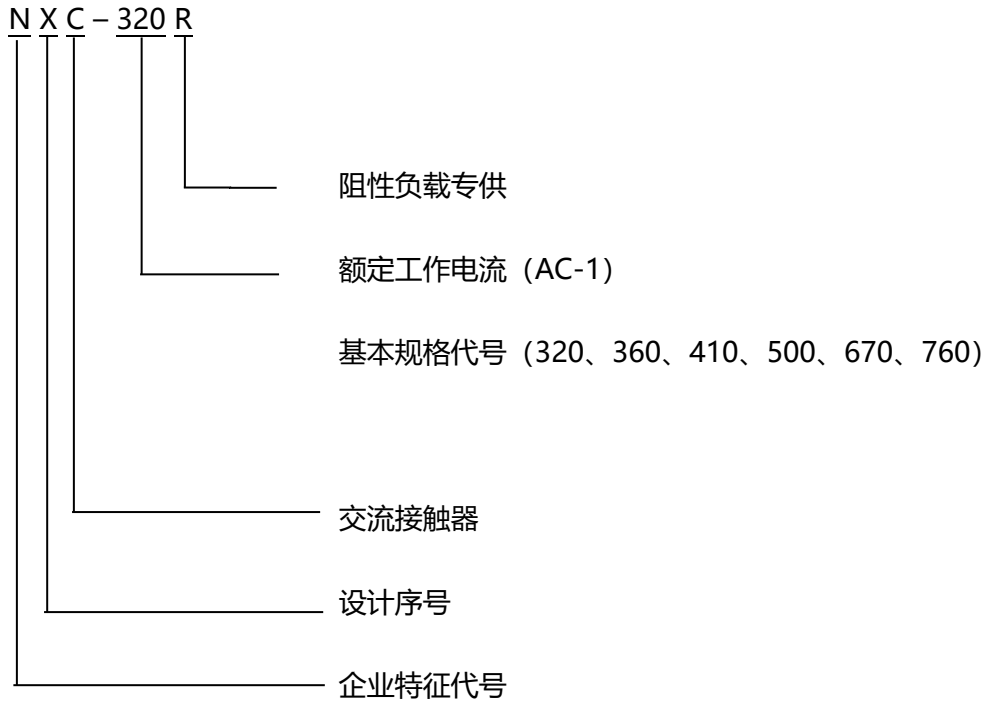 N X C – 320 R
阻性负载专供
额定工作电流（AC-1）
基本规格代号（320、360、410、500、670、760）
交流接触器
设计序号
企业特征代号